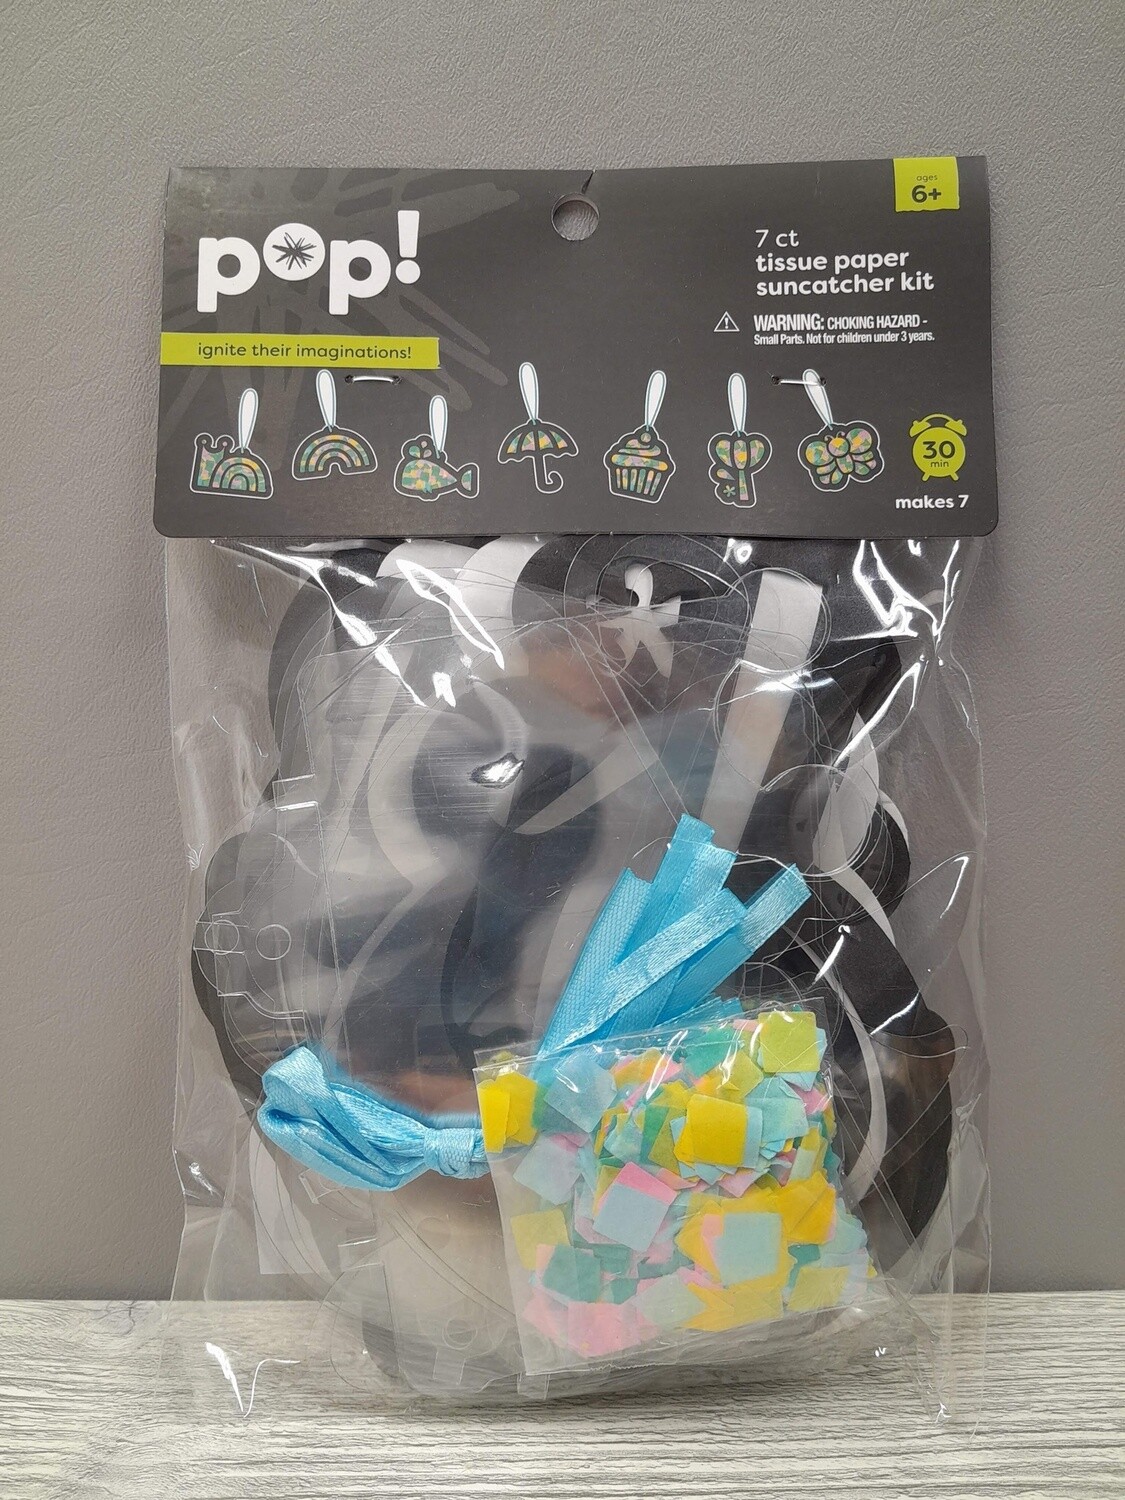 ages
6+
pop!
7 ct
tissue paper
suncatcher kit
WARNING: CHOKING HAZARD -
Small Parts. Not for children under 3 years.
ignite their imaginations!
30
min
makes 7